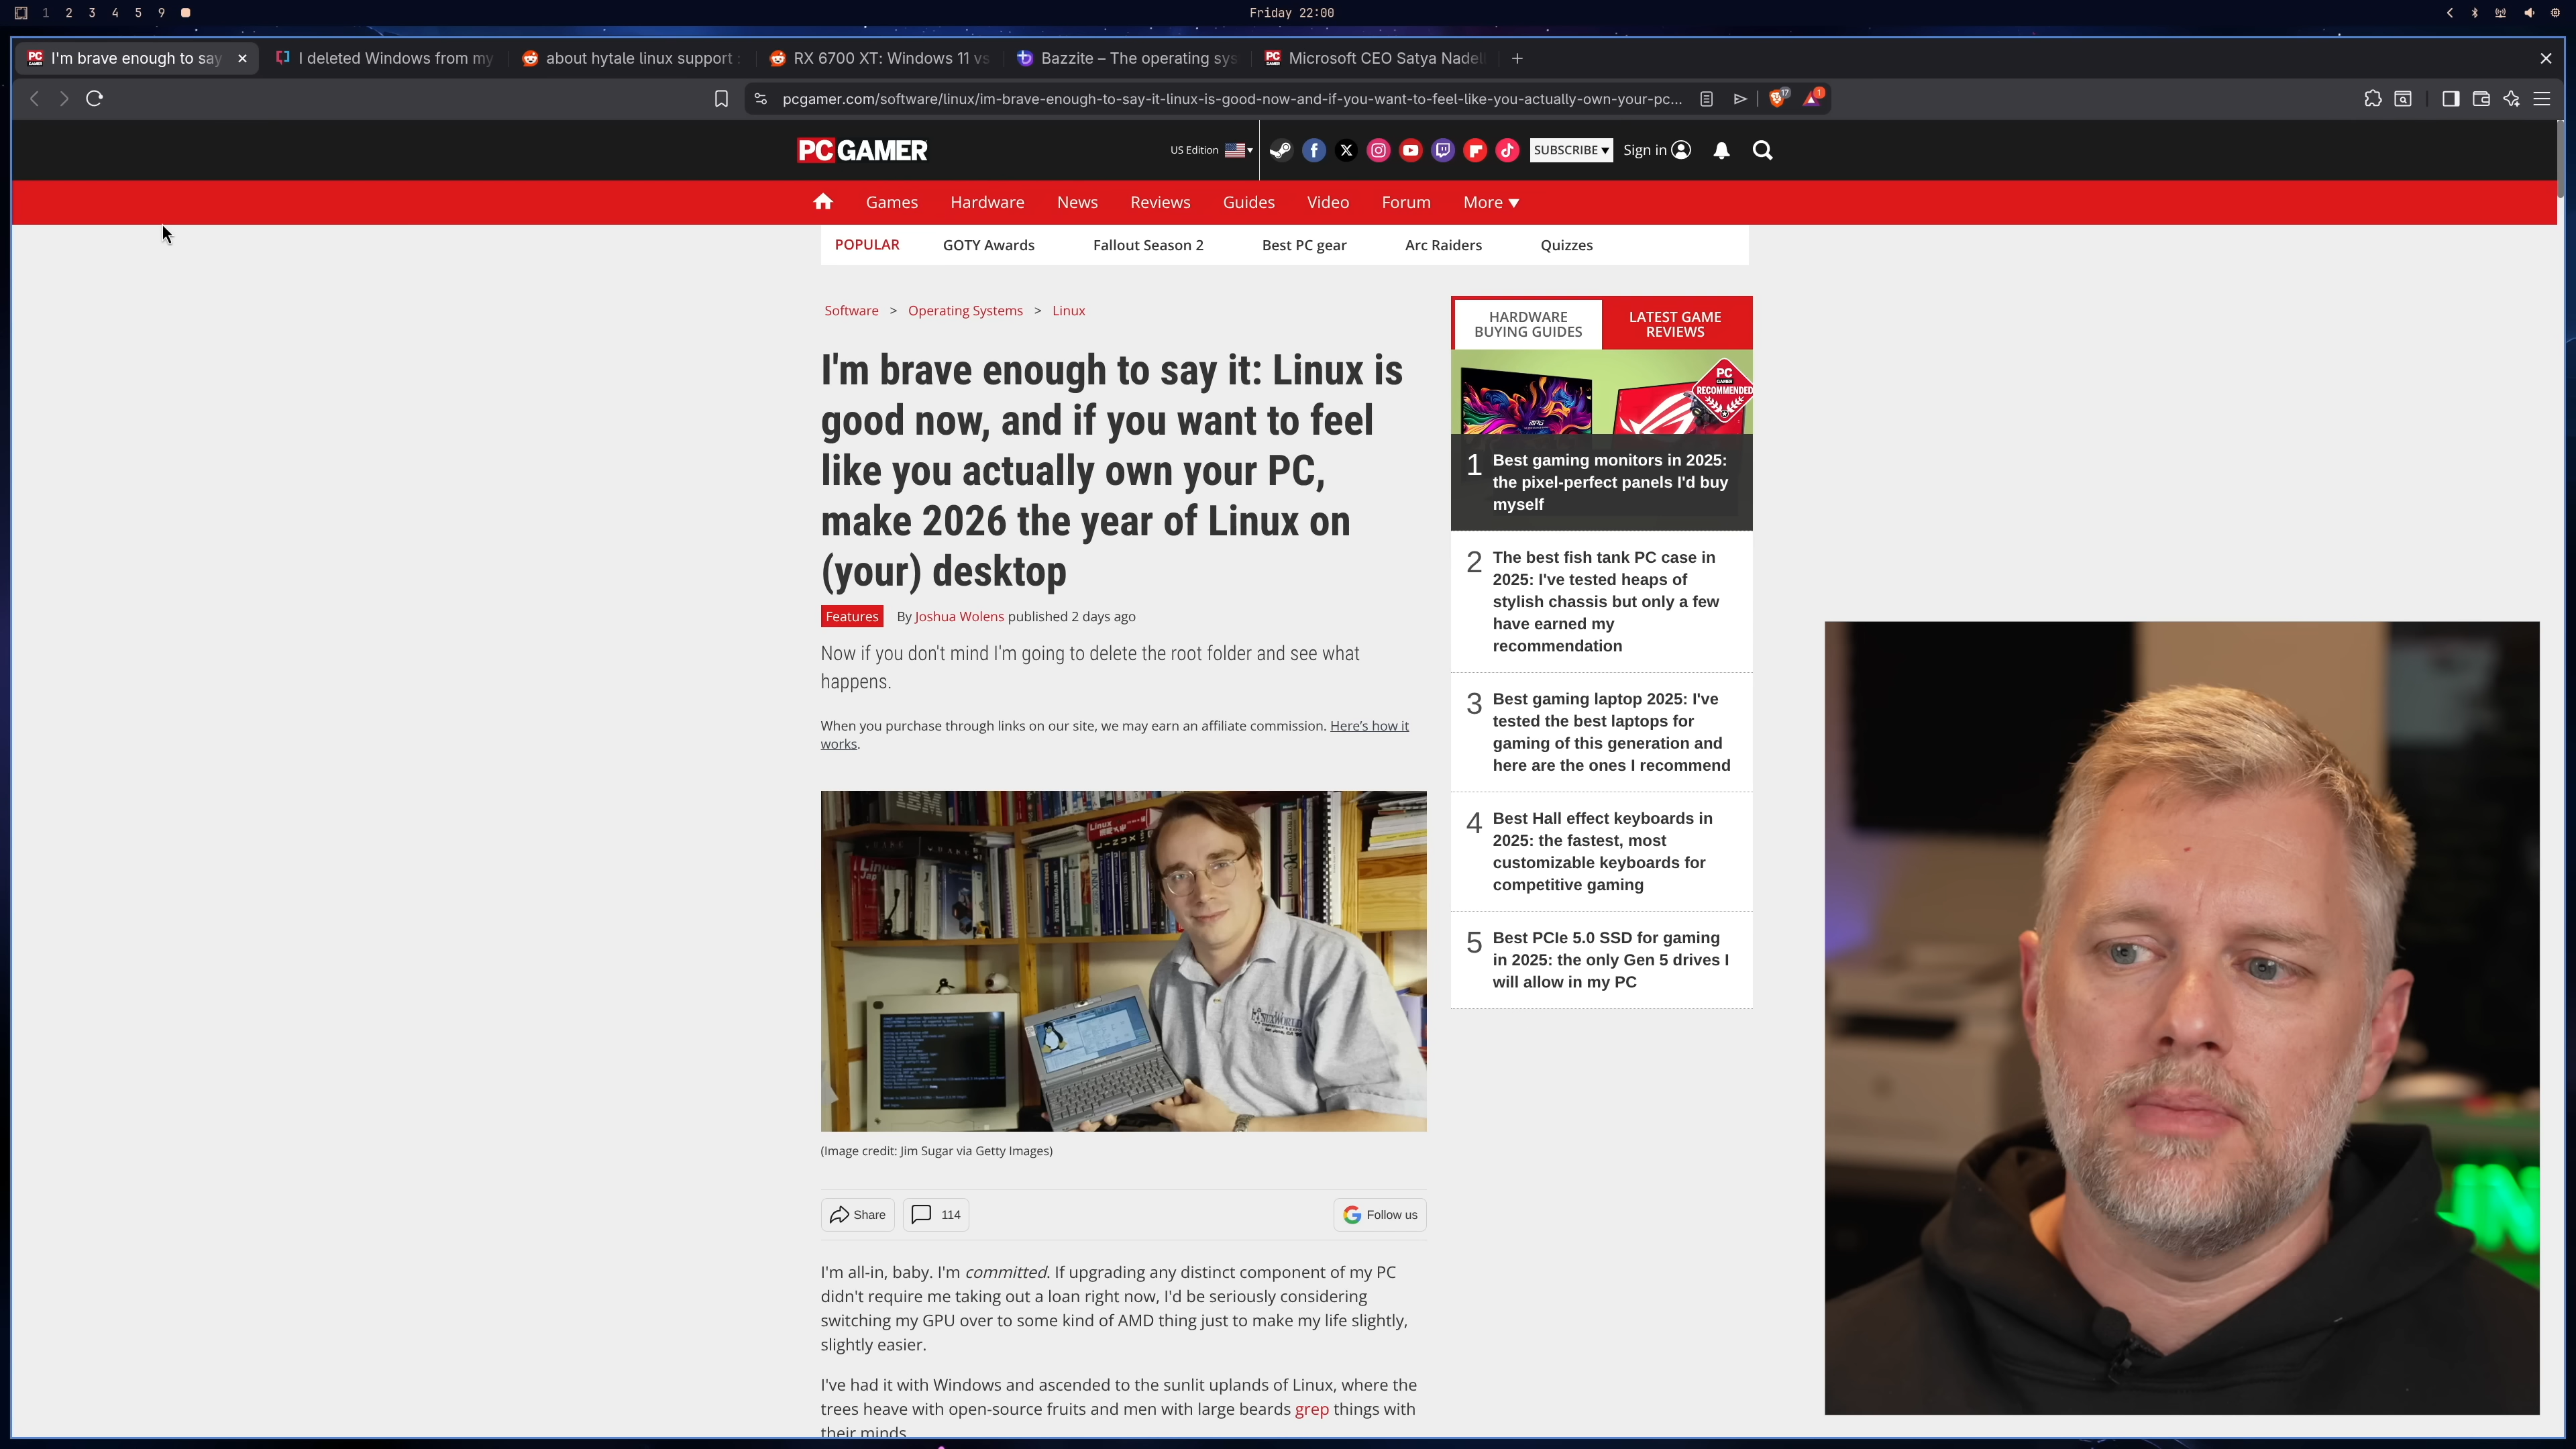 1 2 3 4 5 9
Friday 22:00
I'm brave enough to say
I deleted Windows from my
about hytale linux support :
RX 6700 XT: Windows 11 vs
Bazzite – The operating sys
Microsoft CEO Satya Nadel
pcgamer.com/software/linux/im-brave-enough-to-say-it-linux-is-good-now-and-if-you-want-to-feel-like-you-actually-own-your-pc...
17
1
PC GAMER
US Edition
SUBSCRIBE
Sign in
Games
Hardware
News
Reviews
Guides
Video
Forum
More
POPULAR
GOTY Awards
Fallout Season 2
Best PC gear
Arc Raiders
Quizzes
Software > Operating Systems > Linux
I'm brave enough to say it: Linux is
good now, and if you want to feel
like you actually own your PC,
make 2026 the year of Linux on
(your) desktop
Features
By Joshua Wolens published 2 days ago
Now if you don't mind I'm going to delete the root folder and see what
happens.
When you purchase through links on our site, we may earn an affiliate commission. Here's how it
works.
IBM
Linux
Linux
(Image credit: Jim Sugar via Getty Images)
Share
114
Follow us
I'm all-in, baby. I'm committed. If upgrading any distinct component of my PC
didn't require me taking out a loan right now, I'd be seriously considering
switching my GPU over to some kind of AMD thing just to make my life slightly,
slightly easier.
I've had it with Windows and ascended to the sunlit uplands of Linux, where the
trees heave with open-source fruits and men with large beards grep things with
their minds.
HARDWARE
BUYING GUIDES
LATEST GAME
REVIEWS
PC
GAMER
RECOMMENDED
1 Best gaming monitors in 2025:
the pixel-perfect panels I'd buy
myself
2 The best fish tank PC case in
2025: I've tested heaps of
stylish chassis but only a few
have earned my
recommendation
3 Best gaming laptop 2025: I've
tested the best laptops for
gaming of this generation and
here are the ones I recommend
4 Best Hall effect keyboards in
2025: the fastest, most
customizable keyboards for
competitive gaming
5 Best PCIe 5.0 SSD for gaming
in 2025: the only Gen 5 drives I
will allow in my PC